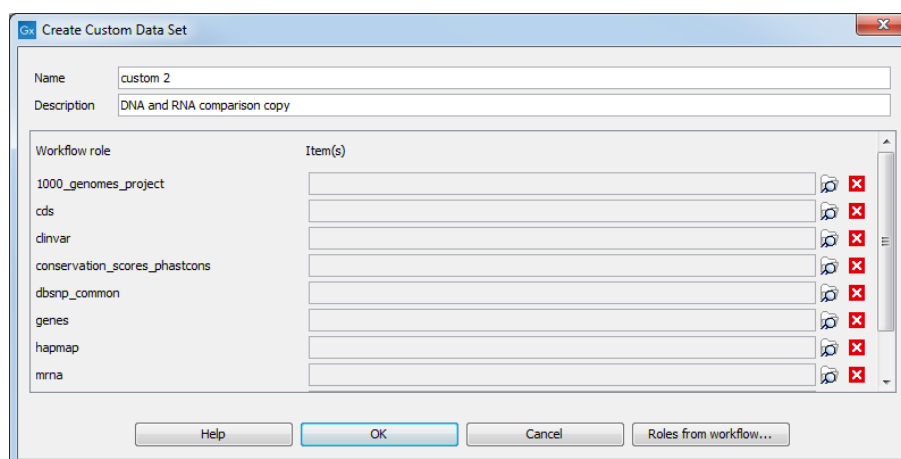 Gx Create Custom Data Set
Name custom 2
Description DNA and RNA comparison copy
Workflow role Item(s)
1000_genomes_project
cds
clinvar
conservation_scores_phastcons
dbsnp_common
genes
hapmap
mrna
Help OK Cancel Roles from workflow...